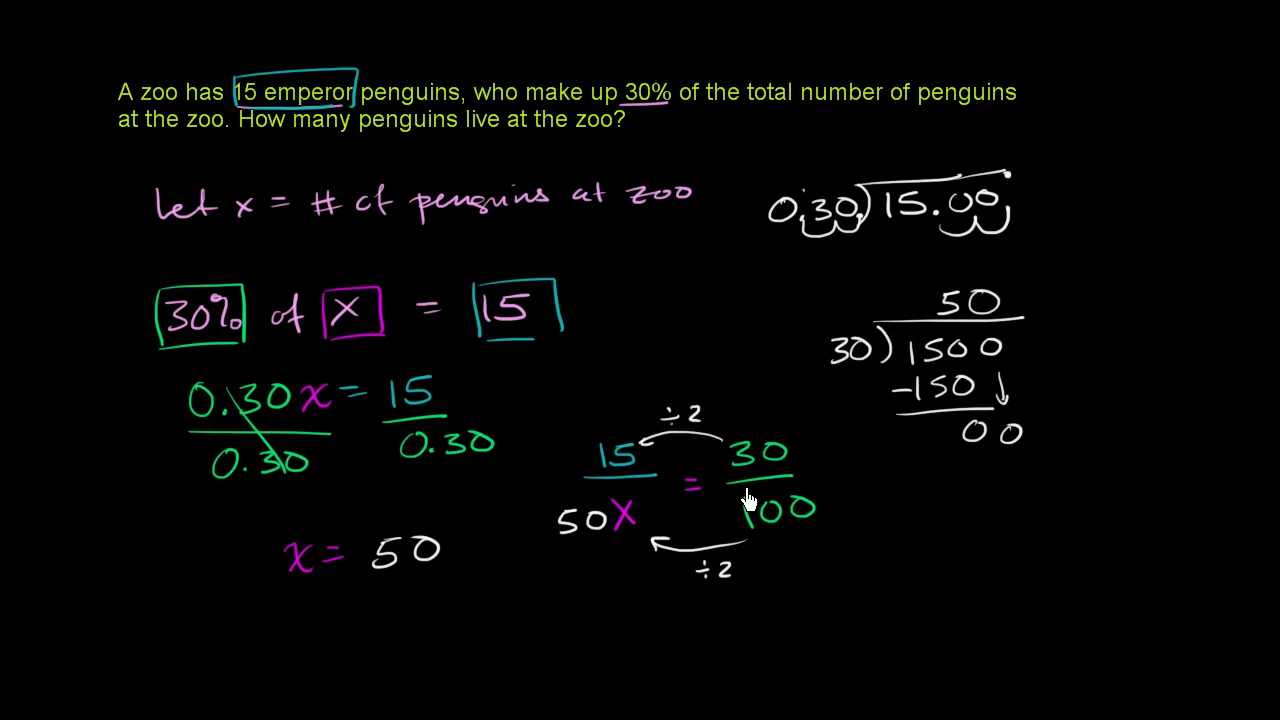 A zoo has 15 emperor penguins, who make up 30% of the total number of penguins
at the zoo. How many penguins live at the zoo?
let x = # of penguins at zoo
0.30)15.00
30% of x = 15
0.30x = 15
0.30 0.30
x = 50
÷2
15 = 30
50x 100
÷2
50
30)1500
-150↓
00